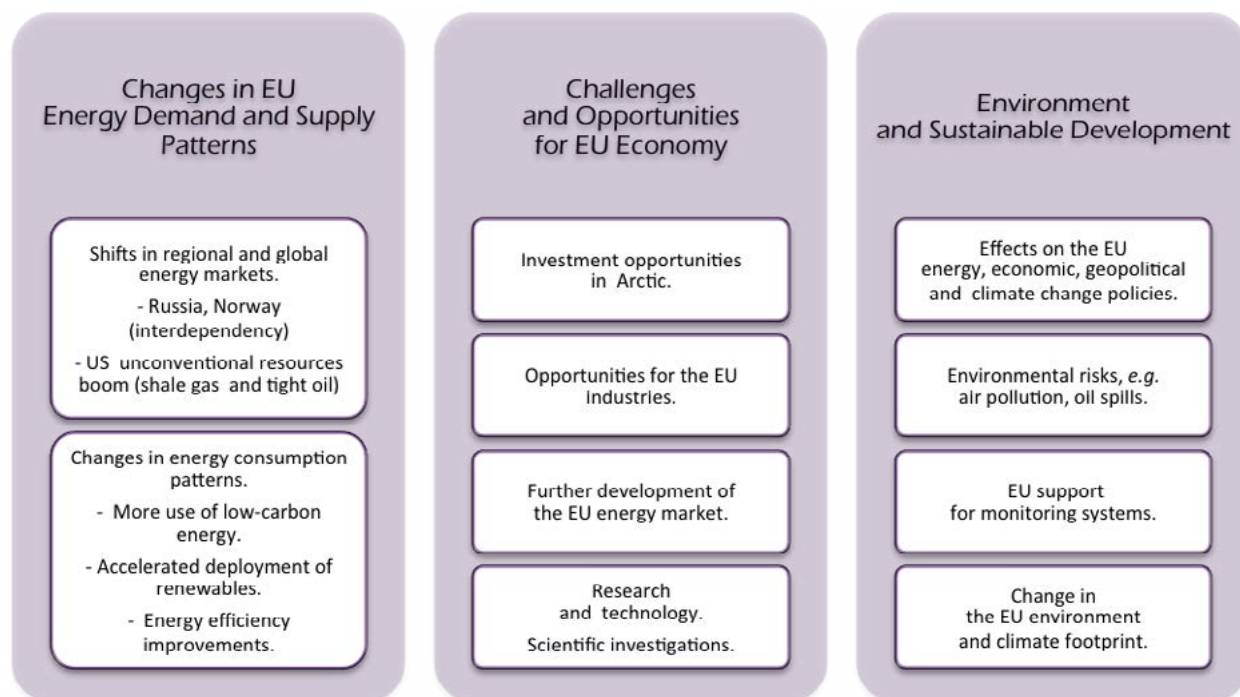 Changes in EU
Energy Demand and Supply
Patterns
Shifts in regional and global
energy markets.
- Russia, Norway
(interdependency)
- US unconventional resources
boom (shale gas and tight oil)
Changes in energy consumption
patterns.
- More use of low-carbon
energy.
- Accelerated deployment of
renewables.
- Energy efficiency
improvements.
Challenges
and Opportunities
for EU Economy
Investment opportunities
in Arctic.
Opportunities for the EU
industries.
Further development of
the EU energy market.
Research
and technology.
Scientific investigations.
Environment
and Sustainable Development
Effects on the EU
energy, economic, geopolitical
and climate change policies.
Environmental risks, e.g.
air pollution, oil spills.
EU support
for monitoring systems.
Change in
the EU environment
and climate footprint.